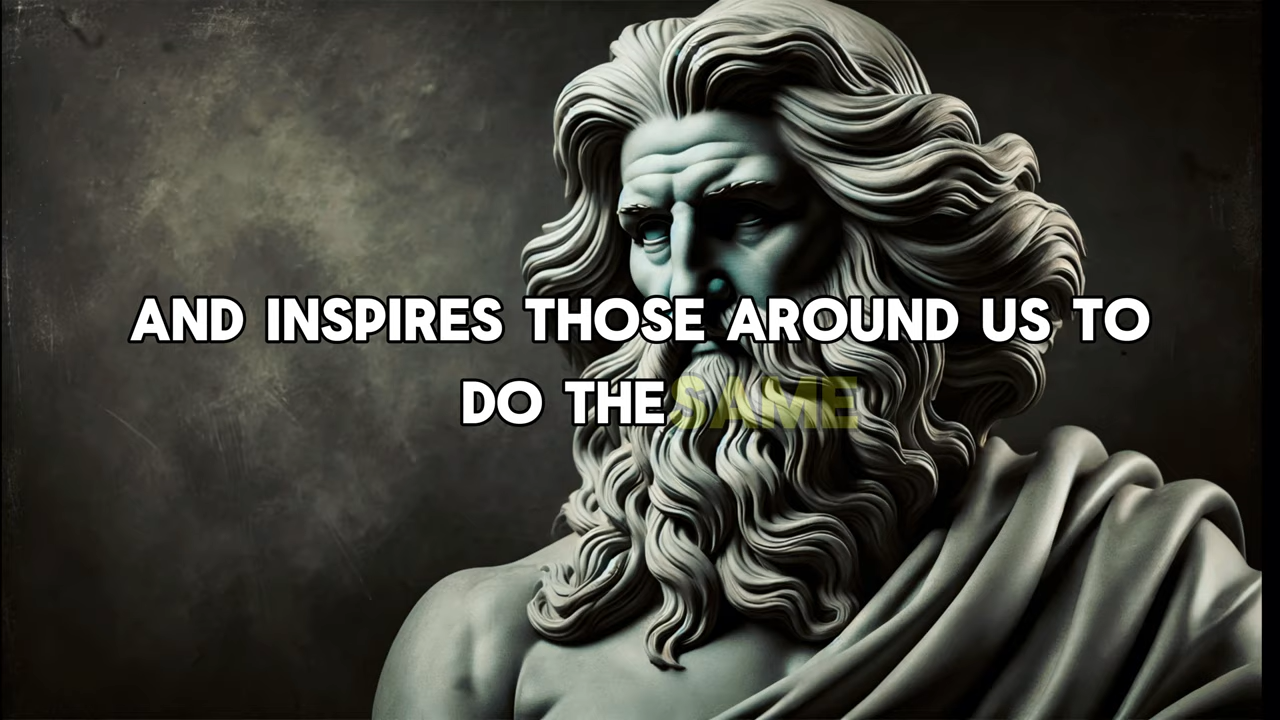 AND INSPIRES THOSE AROUND US TO
DO THE SAME